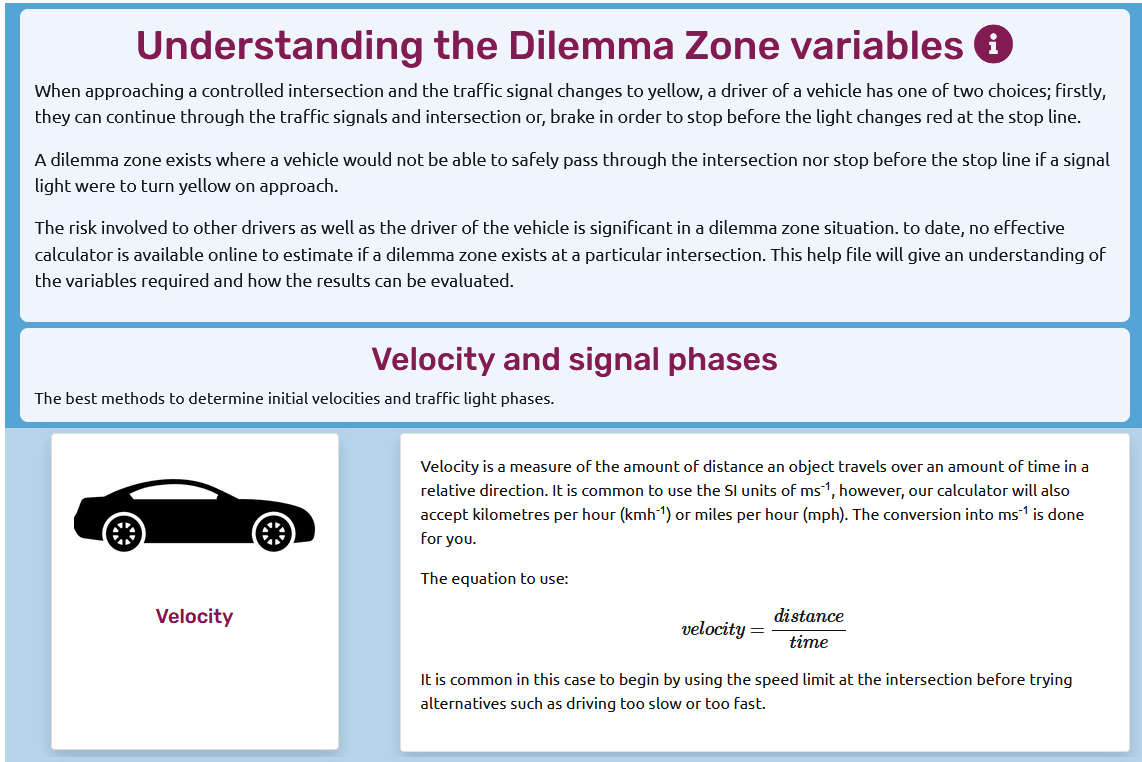 Understanding the Dilemma Zone variables
When approaching a controlled intersection and the traffic signal changes to yellow, a driver of a vehicle has one of two choices; firstly,
they can continue through the traffic signals and intersection or, brake in order to stop before the light changes red at the stop line.
A dilemma zone exists where a vehicle would not be able to safely pass through the intersection nor stop before the stop line if a signal
light were to turn yellow on approach.
The risk involved to other drivers as well as the driver of the vehicle is significant in a dilemma zone situation. to date, no effective
calculator is available online to estimate if a dilemma zone exists at a particular intersection. This help file will give an understanding of
the variables required and how the results can be evaluated.
Velocity and signal phases
The best methods to determine initial velocities and traffic light phases.
Velocity
Velocity is a measure of the amount of distance an object travels over an amount of time in a
relative direction. It is common to use the SI units of ms⁻¹, however, our calculator will also
accept kilometres per hour (kmh⁻¹) or miles per hour (mph). The conversion into ms⁻¹ is done
for you.
The equation to use:
velocity = distance / time
It is common in this case to begin by using the speed limit at the intersection before trying
alternatives such as driving too slow or too fast.